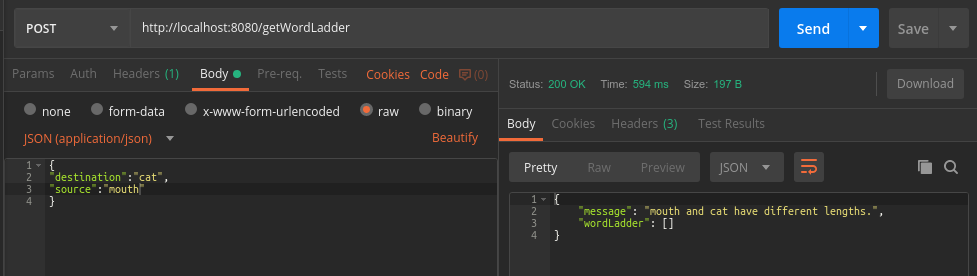 POST http://localhost:8080/getWordLadder Send Save
Params Auth Headers (1) Body Pre-req. Tests Cookies Code (0)
none form-data x-www-form-urlencoded raw binary
JSON (application/json) Beautify
1 {
2 "destination":"cat",
3 "source":"mouth"
4 }
Status: 200 OK Time: 594 ms Size: 197 B Download
Body Cookies Headers (3) Test Results
Pretty Raw Preview JSON
1 {
2 "message": "mouth and cat have different lengths.",
3 "wordLadder": []
4 }